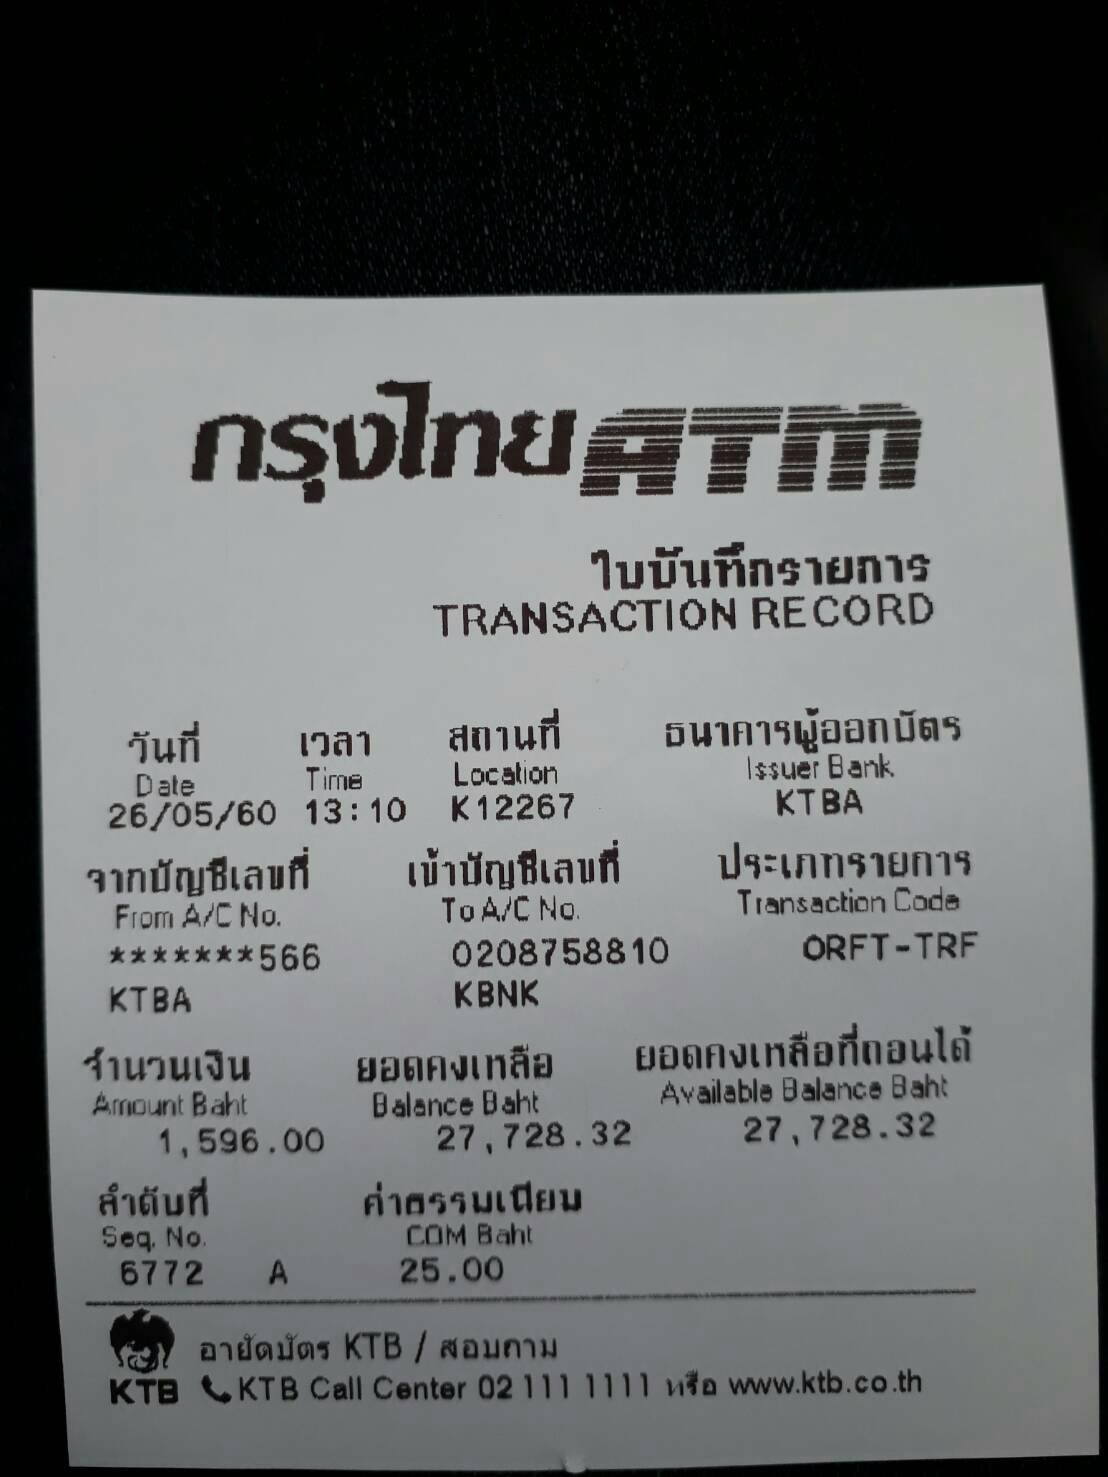 กรุงไทย ATM
ใบบันทึกรายการ
TRANSACTION RECORD
วันที่ เวลา สถานที่ ธนาคารผู้ออกบัตร
Date Time Location Issuer Bank
26/05/60 13:10 K12267 KTBA
จากบัญชีเลขที่ เข้าบัญชีเลขที่ ประเภทรายการ
From A/C No. To A/C No. Transaction Code
*******566 0208758810 ORFT-TRF
KTBA KBNK
จำนวนเงิน ยอดคงเหลือ ยอดคงเหลือที่ถอนได้
Amount Baht Balance Baht Available Balance Baht
1,596.00 27,728.32 27,728.32
ลำดับที่ ค่าธรรมเนียม
Seq. No. COM Baht
6772 A 25.00
อายัดบัตร KTB / สอบถาม
KTB KTB Call Center 02 111 1111 หรือ www.ktb.co.th